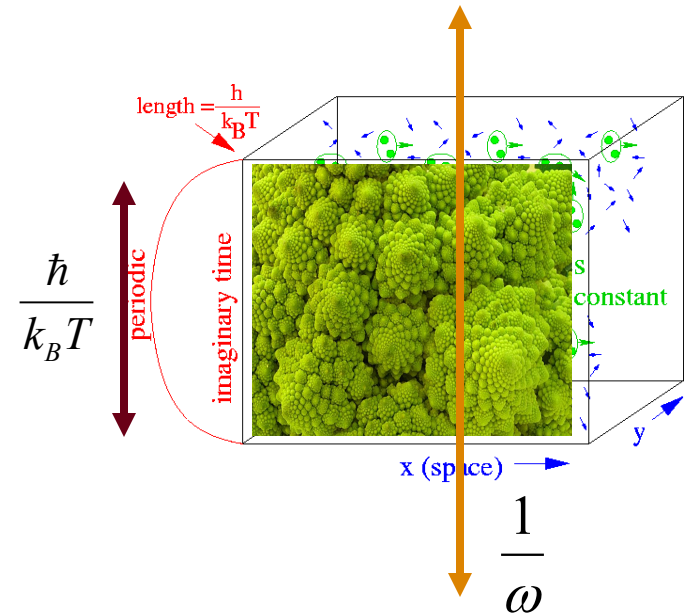 length = h/k_BT
ħ/k_BT
periodic
imaginary time
s
constant
y
x (space)
1/ω